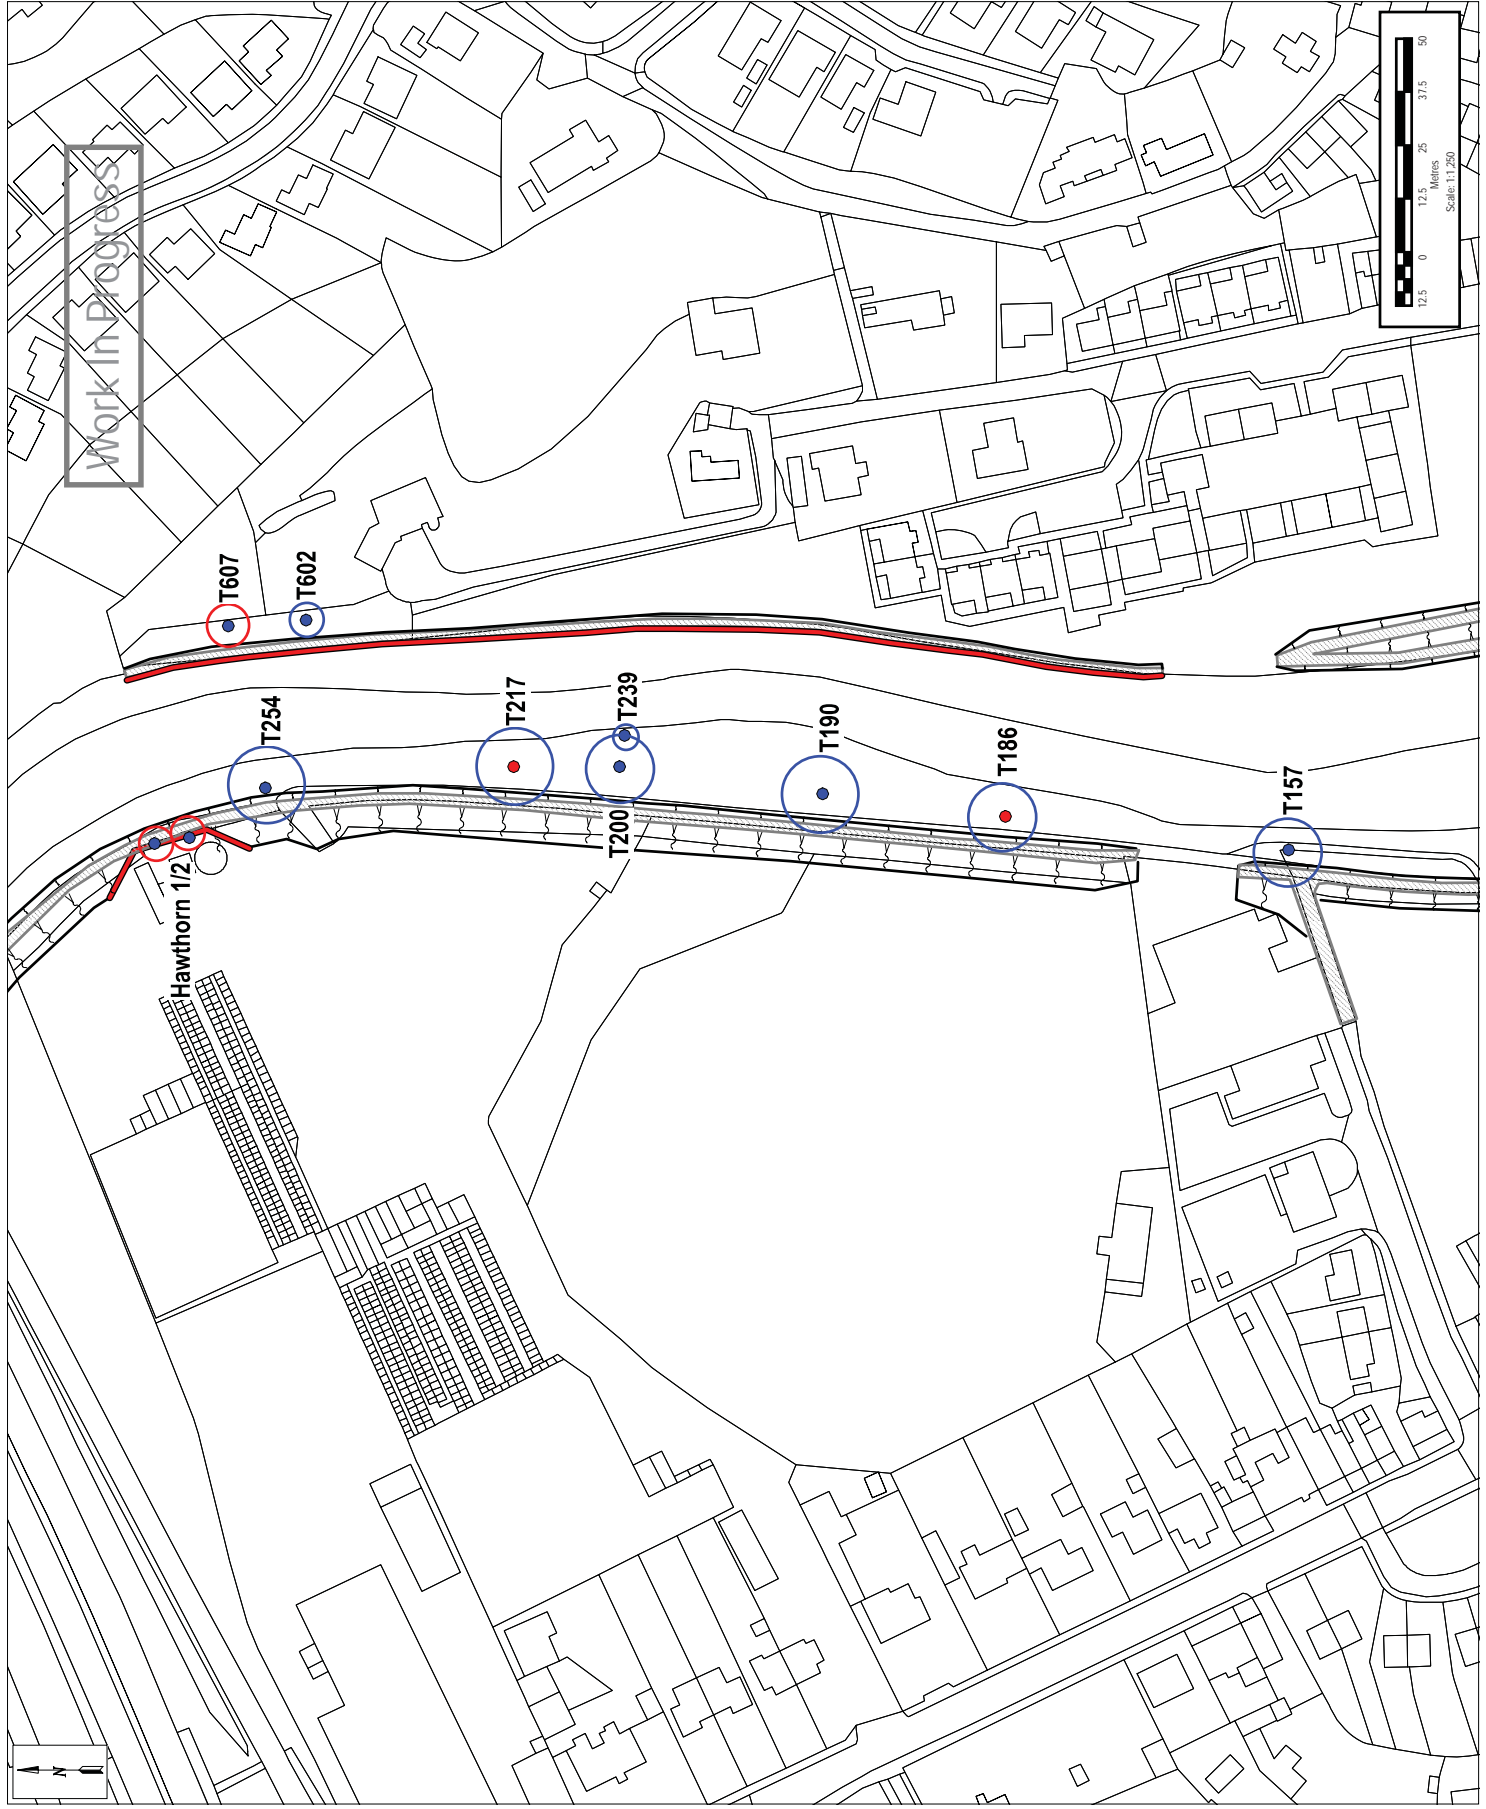 Work In Progress
T607
T602
T254
T217
T239
T200
T190
T186
T157
Hawthorn 1/2
12.5 0 12.5 25 37.5 50
Metres
Scale: 1:1,250
N